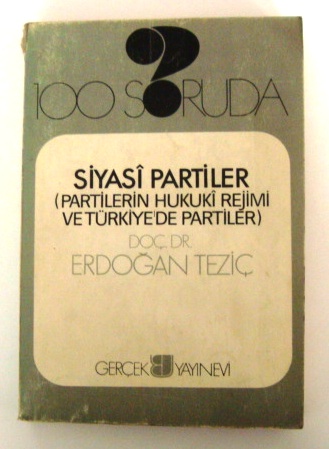 100 SORUDA
SİYASÎ PARTİLER
(PARTİLERİN HUKUKÎ REJİMİ
VE TÜRKİYE'DE PARTİLER)
DOÇ. DR.
ERDOĞAN TEZİÇ
GERÇEK YAYINEVİ